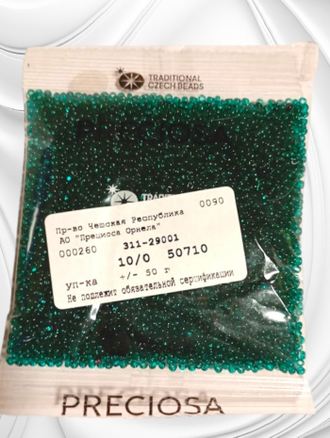 TRADITIONAL
CZECH BEADS
Пр-во Чешская Республика 0090
АО "Прецисса Орнела"
000260 311-29001
10/0 50710
уп-ка +/- 50 г
Не подлежит обязательной сертификации
PRECIOSA